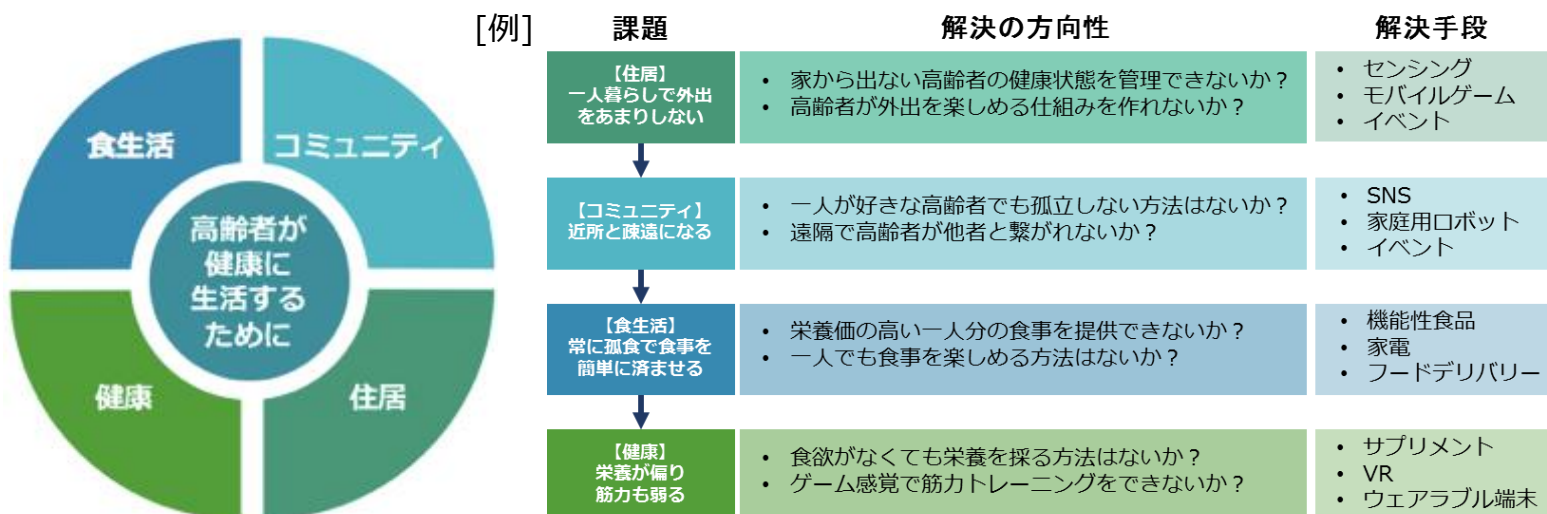 食生活
コミュニティ
高齢者が
健康に
生活する
ために
健康
住居
[例]
課題
解決の方向性
解決手段
【住居】
一人暮らしで外出
をあまりしない
• 家から出ない高齢者の健康状態を管理できないか？
• 高齢者が外出を楽しめる仕組みを作れないか？
• センシング
• モバイルゲーム
• イベント
【コミュニティ】
近所と疎遠になる
• 一人が好きな高齢者でも孤立しない方法はないか？
• 遠隔で高齢者が他者と繋がれないか？
• SNS
• 家庭用ロボット
• イベント
【食生活】
常に孤食で食事を
簡単に済ませる
• 栄養価の高い一人分の食事を提供できないか？
• 一人でも食事を楽しめる方法はないか？
• 機能性食品
• 家電
• フードデリバリー
【健康】
栄養が偏り
筋力も弱る
• 食欲がなくても栄養を採る方法はないか？
• ゲーム感覚で筋力トレーニングをできないか？
• サプリメント
• VR
• ウェアラブル端末